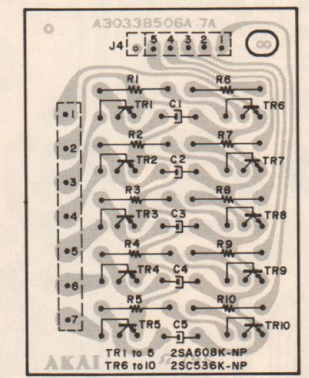 A3033B506A 7A
J4 5 4 3 2 1
R1 R6
1 TR1 C1 TR6
R2 R7
2 TR2 C2 TR7
3
R3 R8
4 TR3 C3 TR8
R4 R9
5 TR4 C4 TR9
6
R5 R10
7 TR5 C5 TR10
TR1 to 5 2SA608K-NP
AKAI TR6 to 10 2SC536K-NP